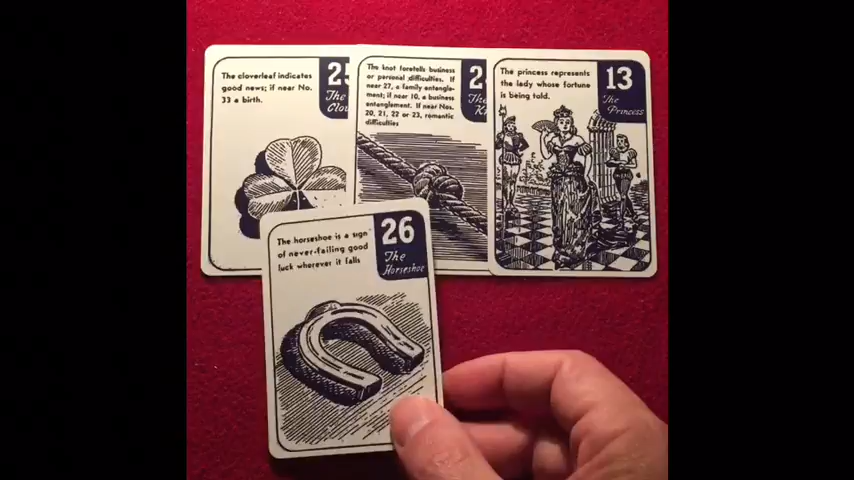 The cloverleaf indicates
good news; if near No.
33 a birth.
The
The knot foretells business
or personal difficulties. If
near 27, a family entangle-
ment; if near 10, a business
entanglement. If near Nos.
20, 21, 22 or 23, romantic
difficulties
The princess represents
the lady whose fortune
is being told.
13
The
Princess
The horseshoe is a sign
of never-failing good
luck wherever it falls
26
The
Horseshoe